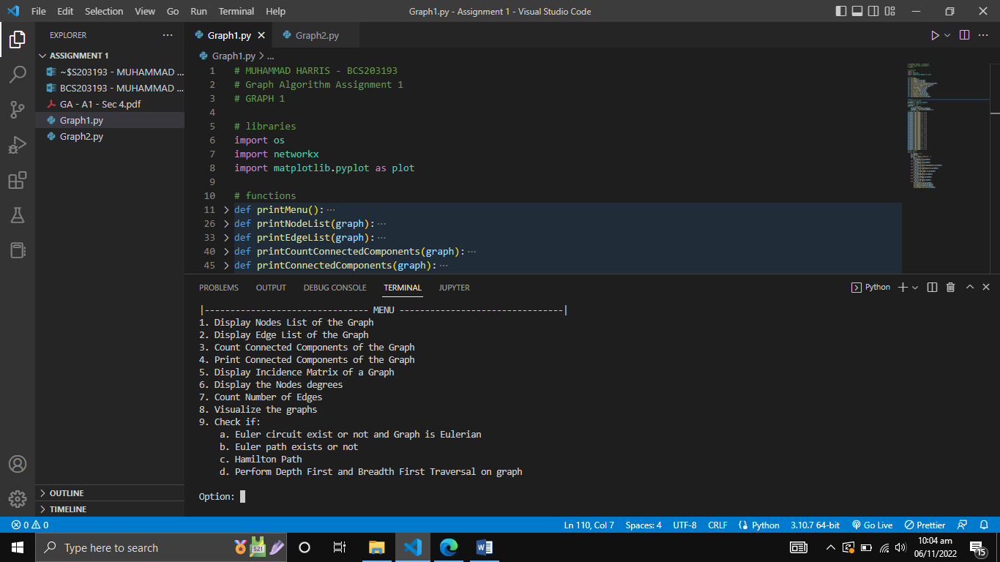 File Edit Selection View Go Run Terminal Help
Graph1.py - Assignment 1 - Visual Studio Code
EXPLORER
ASSIGNMENT 1
~$S203193 - MUHAMMAD ...
BCS203193 - MUHAMMAD ...
GA - A1 - Sec 4.pdf
Graph1.py
Graph2.py
OUTLINE
TIMELINE
Graph1.py
Graph2.py
Graph1.py > ...
1 # MUHAMMAD HARRIS - BCS203193
2 # Graph Algorithm Assignment 1
3 # GRAPH 1
4
5 # libraries
6 import os
7 import networkx
8 import matplotlib.pyplot as plot
9
10 # functions
11 > def printMenu(): ...
26 > def printNodeList(graph): ...
33 > def printEdgeList(graph): ...
40 > def printCountConnectedComponents(graph): ...
45 > def printConnectedComponents(graph): ...
PROBLEMS OUTPUT DEBUG CONSOLE TERMINAL JUPYTER
Python
|-------------------------------- MENU --------------------------------|
1. Display Nodes List of the Graph
2. Display Edge List of the Graph
3. Count Connected Components of the Graph
4. Print Connected Components of the Graph
5. Display Incidence Matrix of a Graph
6. Display the Nodes degrees
7. Count Number of Edges
8. Visualize the graphs
9. Check if:
a. Euler circuit exist or not and Graph is Eulerian
b. Euler path exists or not
c. Hamilton Path
d. Perform Depth First and Breadth First Traversal on graph
Option:
0 0
Ln 110, Col 7 Spaces: 4 UTF-8 CRLF Python 3.10.7 64-bit Go Live Prettier
Type here to search
521
10:04 am
06/11/2022
15